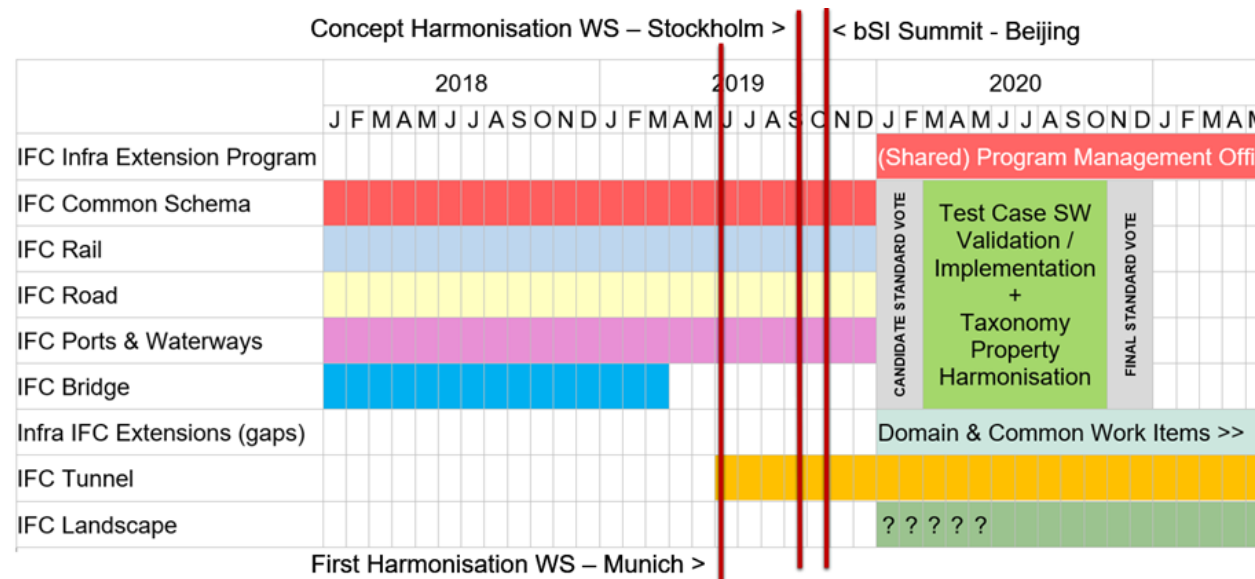 Concept Harmonisation WS – Stockholm > < bSI Summit - Beijing
2018 2019 2020
J F M A M J J A S O N D J F M A M J J A S O N D J F M A M J J A S O N D J F M A M
IFC Infra Extension Program (Shared) Program Management Offi
IFC Common Schema
IFC Rail
IFC Road
IFC Ports & Waterways
IFC Bridge
CANDIDATE STANDARD VOTE
Test Case SW
Validation /
Implementation
+
Taxonomy
Property
Harmonisation
FINAL STANDARD VOTE
Infra IFC Extensions (gaps) Domain & Common Work Items >>
IFC Tunnel
IFC Landscape ? ? ? ? ?
First Harmonisation WS – Munich >